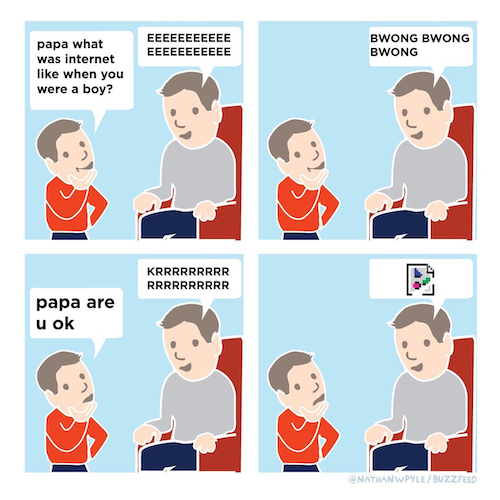 papa what
was internet
like when you
were a boy?
EEEEEEEEEEE
EEEEEEEEEEE
BWONG BWONG
BWONG
papa are
u ok
KRRRRRRRRR
RRRRRRRRRR
@NATHANWPYLE / BUZZFEED